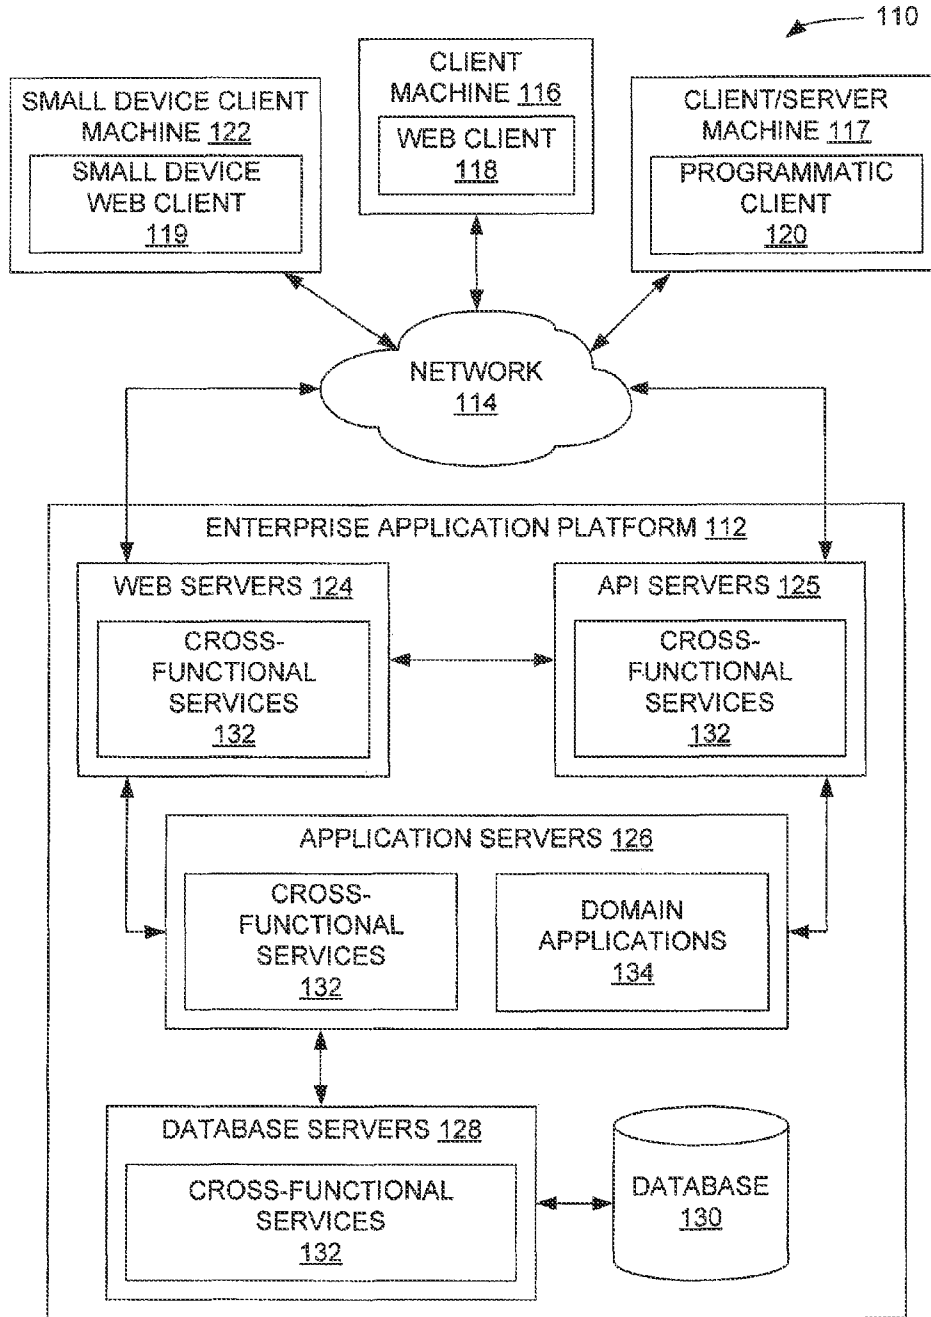 110
SMALL DEVICE CLIENT
MACHINE 122
SMALL DEVICE
WEB CLIENT
119
CLIENT
MACHINE 116
WEB CLIENT
118
CLIENT/SERVER
MACHINE 117
PROGRAMMATIC
CLIENT
120
NETWORK
114
ENTERPRISE APPLICATION PLATFORM 112
WEB SERVERS 124
CROSS-
FUNCTIONAL
SERVICES
132
API SERVERS 125
CROSS-
FUNCTIONAL
SERVICES
132
APPLICATION SERVERS 126
CROSS-
FUNCTIONAL
SERVICES
132
DOMAIN
APPLICATIONS
134
DATABASE SERVERS 128
CROSS-FUNCTIONAL
SERVICES
132
DATABASE
130